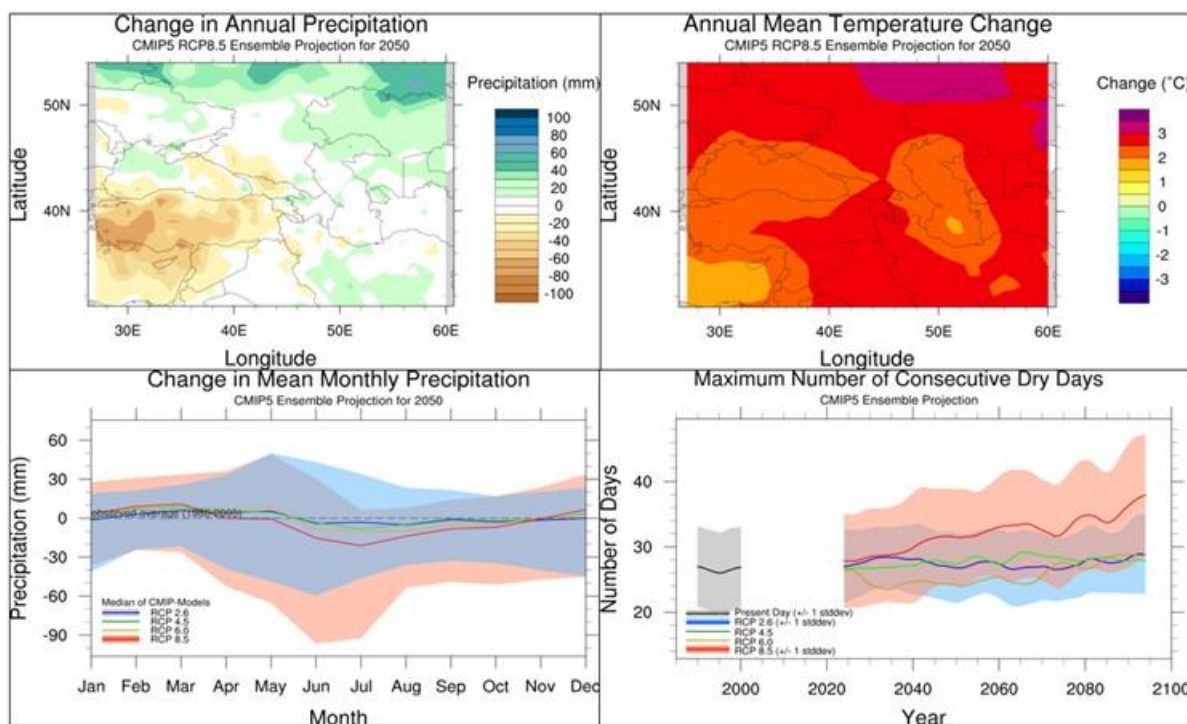 Change in Annual Precipitation
CMIP5 RCP8.5 Ensemble Projection for 2050
Precipitation (mm)
100
80
60
40
20
0
-20
-40
-60
-80
-100
Latitude
50N
40N
30E
40E
50E
60E
Longitude
Annual Mean Temperature Change
CMIP5 RCP8.5 Ensemble Projection for 2050
Change (°C)
3
2
1
0
-1
-2
-3
Latitude
50N
40N
30E
40E
50E
60E
Longitude
Change in Mean Monthly Precipitation
CMIP5 Ensemble Projection for 2050
Precipitation (mm)
60
30
0
-30
-60
-90
Median of CMIP-Models
RCP 2.6
RCP 4.5
RCP 6.0
RCP 8.5
Jan Feb Mar Apr May Jun Jul Aug Sep Oct Nov Dec
Month
Maximum Number of Consecutive Dry Days
CMIP5 Ensemble Projection
Number of Days
40
30
20
Present Day (+/- 1 stddev)
RCP 2.6 (+/- 1 stddev)
RCP 4.5
RCP 6.0
RCP 8.5 (+/- 1 stddev)
2000
2020
2040
2060
2080
2100
Year